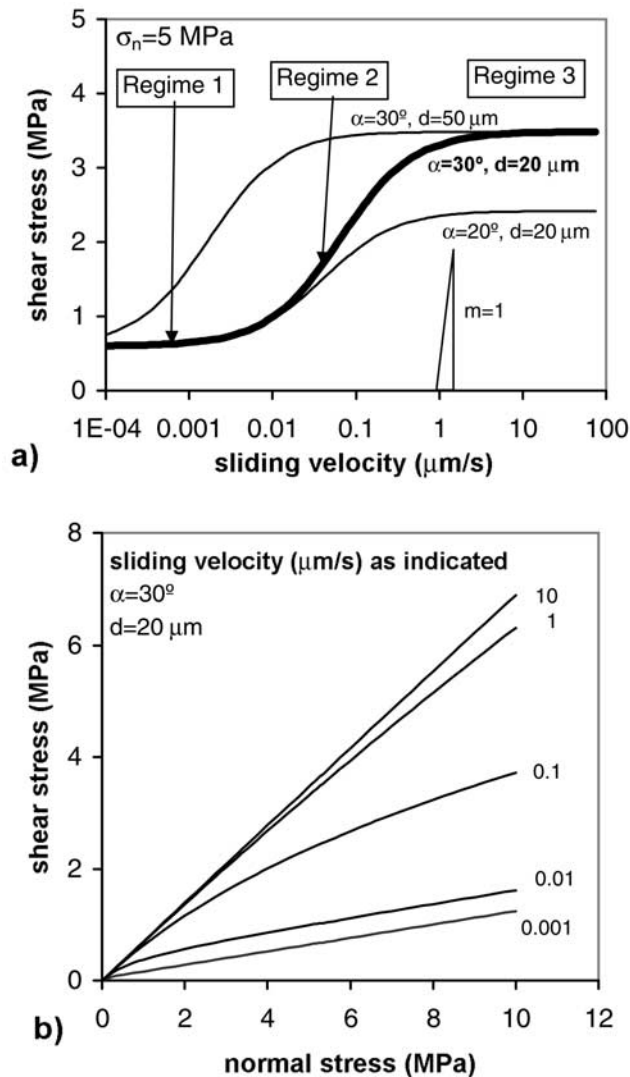 5
σn=5 MPa
Regime 1
Regime 2
Regime 3
4
α=30º, d=50 μm
3
α=30º, d=20 μm
2
α=20º, d=20 μm
1
m=1
0
1E-04 0.001 0.01 0.1 1 10 100
shear stress (MPa)
sliding velocity (μm/s)
a)
8
sliding velocity (μm/s) as indicated
α=30º
d=20 μm
10
1
6
4
0.1
2
0.01
0.001
0
0 2 4 6 8 10 12
shear stress (MPa)
normal stress (MPa)
b)